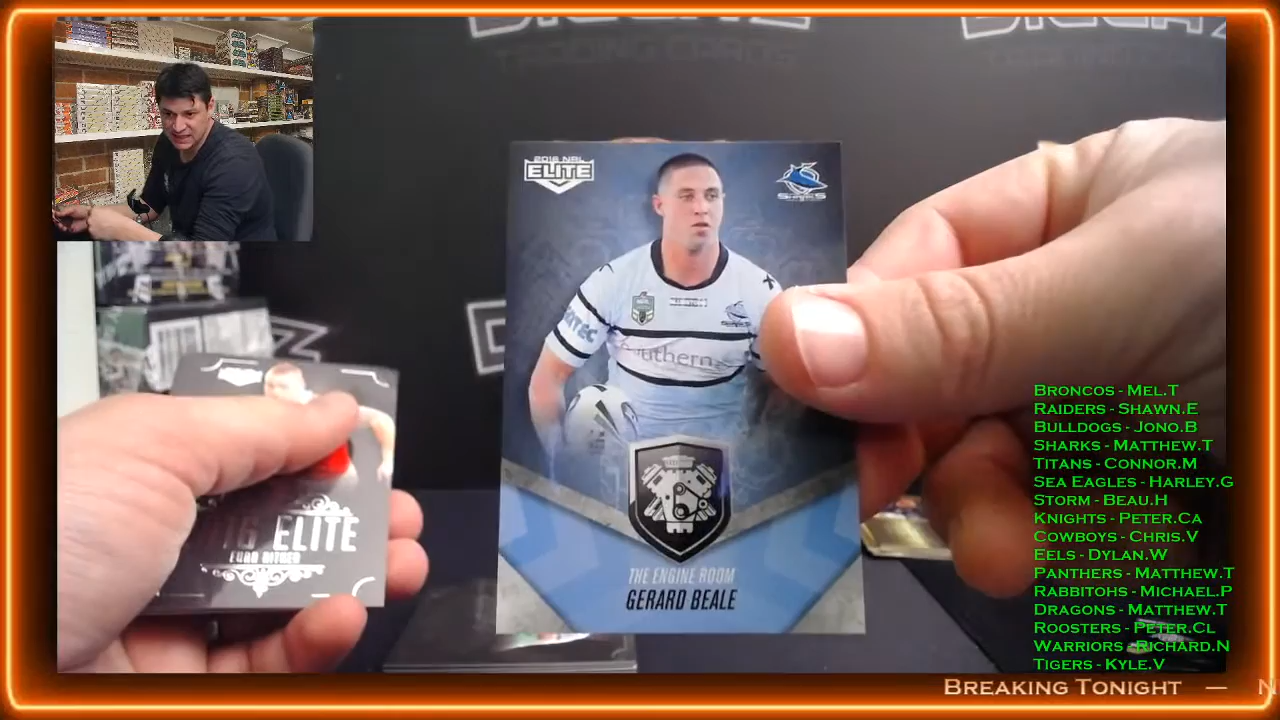 2016 NRL
ELITE
SHARKS
outhern
THE ENGINE ROOM
GERARD BEALE
ELITE
Broncos - Mel.T
Raiders - Shawn.E
Bulldogs - Jono.B
Sharks - Matthew.T
Titans - Connor.M
Sea Eagles - Harley.G
Storm - Beau.H
Knights - Peter.Ca
Cowboys - Chris.V
Eels - Dylan.W
Panthers - Matthew.T
Rabbitohs - Michael.P
Dragons - Matthew.T
Roosters - Peter.Cl
Warriors - Richard.N
Tigers - Kyle.V
Breaking Tonight — N